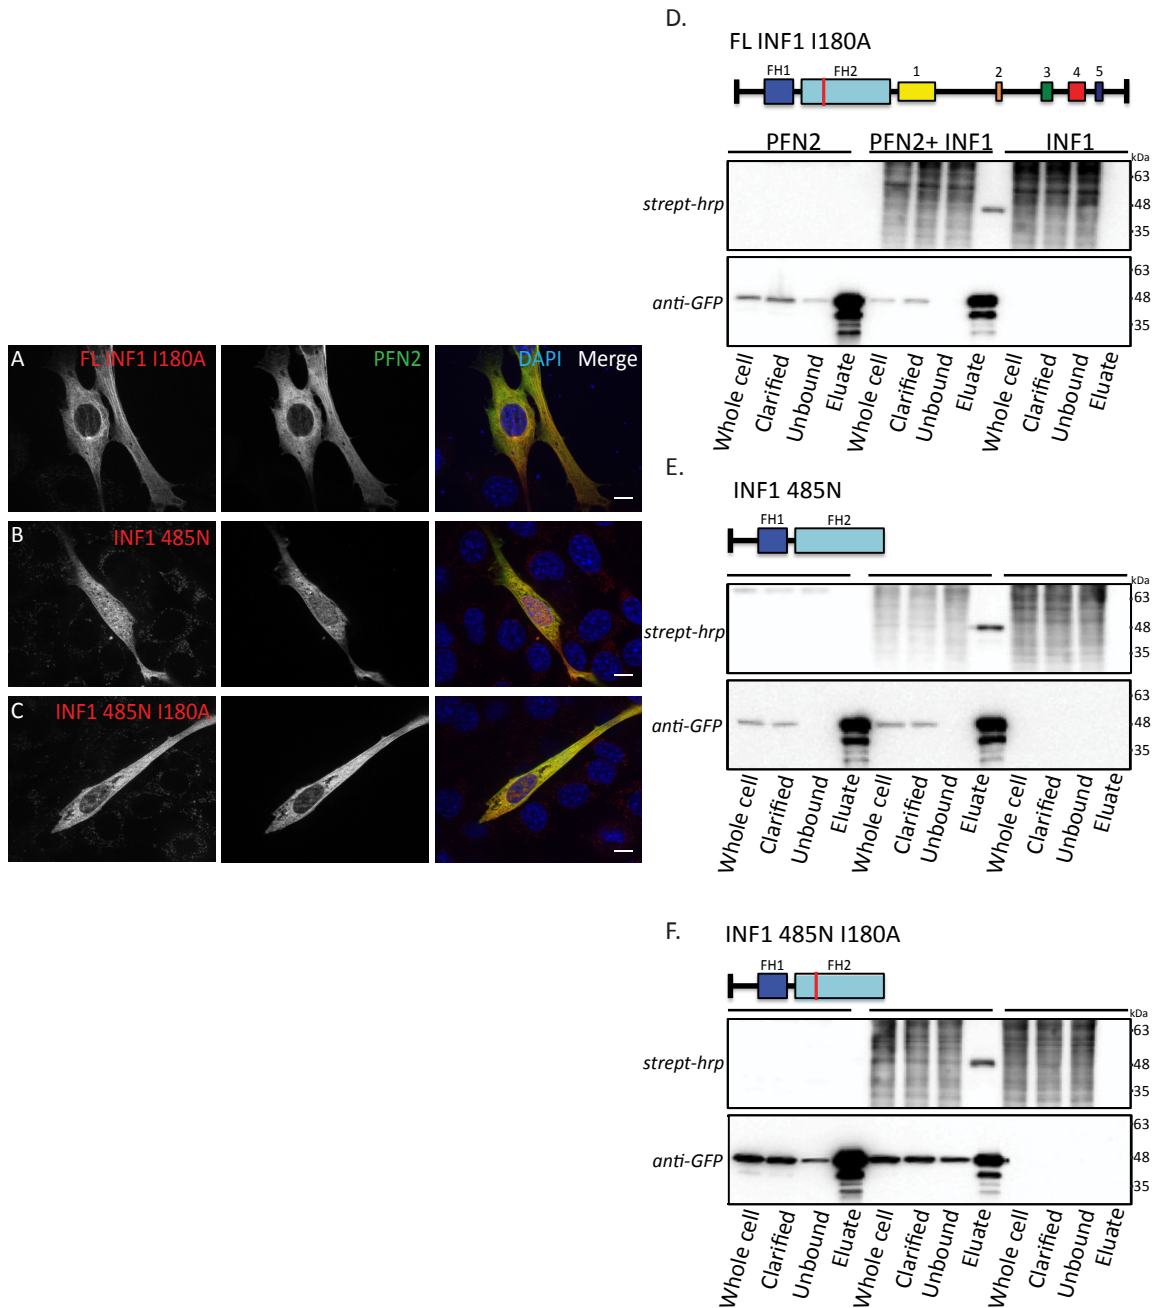 A
FL INF1 I180A
PFN2
DAPI
Merge
B
INF1 485N
C
INF1 485N I180A
D.
FL INF1 I180A
FH1
FH2
1
2
3
4
5
PFN2
PFN2+ INF1
INF1
kDa
strept-hrp
63
48
35
anti-GFP
63
48
35
Whole cell
Clarified
Unbound
Eluate
Whole cell
Clarified
Unbound
Eluate
Whole cell
Clarified
Unbound
Eluate
E.
INF1 485N
FH1
FH2
kDa
strept-hrp
63
48
35
anti-GFP
63
48
35
Whole cell
Clarified
Unbound
Eluate
Whole cell
Clarified
Unbound
Eluate
Whole cell
Clarified
Unbound
Eluate
F.
INF1 485N I180A
FH1
FH2
kDa
strept-hrp
63
48
35
anti-GFP
63
48
35
Whole cell
Clarified
Unbound
Eluate
Whole cell
Clarified
Unbound
Eluate
Whole cell
Clarified
Unbound
Eluate